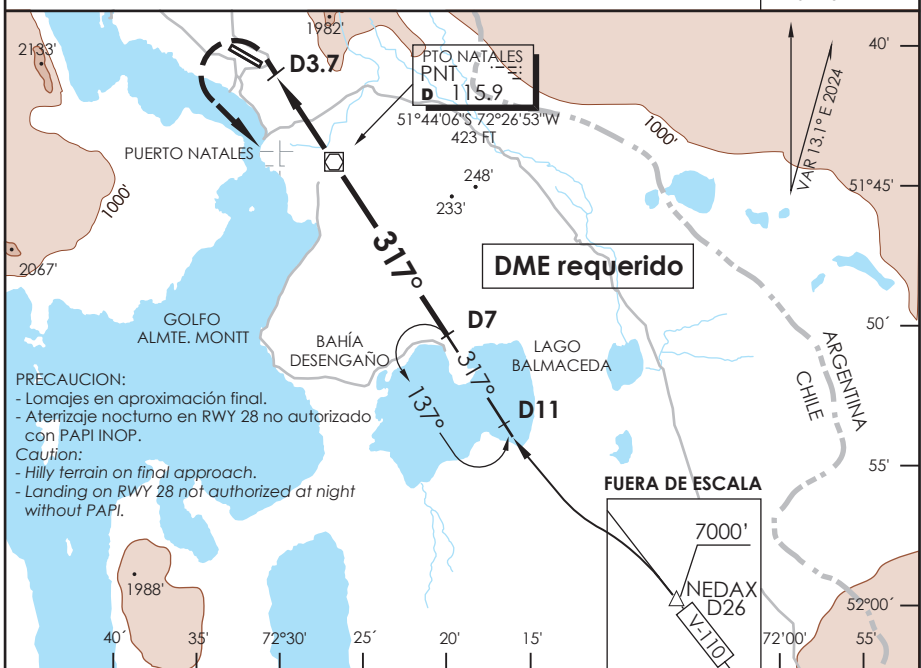 2133'
1982'
D3.7
PTO NATALES
PNT
D 115.9
51°44'06"S 72°26'53"W
423 FT
40'
VAR 13.1° E 2024
1000'
PUERTO NATALES
1000'
248'
233'
51°45'
2067'
317°
DME requerido
GOLFO
ALMTE. MONTT
D7
BAHÍA
DESENGAÑO
LAGO
BALMACEDA
50´
ARGENTINA
CHILE
317°
137°
D11
PRECAUCION:
- Lomajes en aproximación final.
- Aterrizaje nocturno en RWY 28 no autorizado
con PAPI INOP.
Caution:
- Hilly terrain on final approach.
- Landing on RWY 28 not authorized at night
without PAPI.
55'
FUERA DE ESCALA
7000'
NEDAX
D26
V-110
1988'
52°00´
40´
35'
72°30'
25'
20'
15'
72°00'
55'